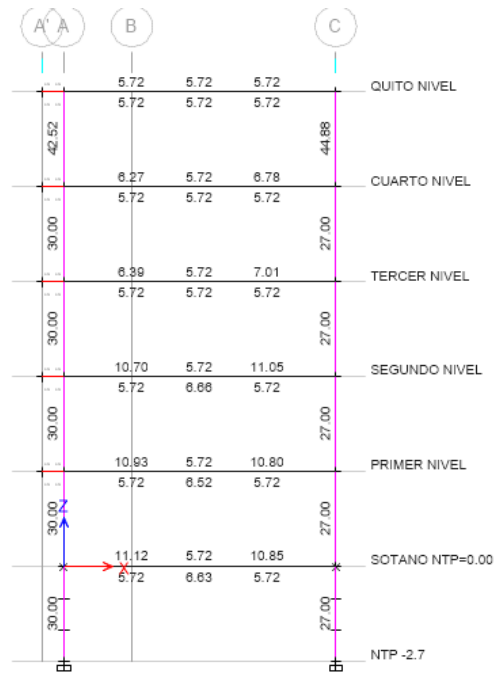 A' A B C
5.72 5.72 5.72 QUITO NIVEL
5.72 5.72 5.72
42.52 44.88
6.27 5.72 6.78 CUARTO NIVEL
5.72 5.72 5.72
30.00 27.00
6.39 5.72 7.01 TERCER NIVEL
5.72 5.72 5.72
30.00 27.00
10.70 5.72 11.05 SEGUNDO NIVEL
5.72 6.66 5.72
30.00 27.00
10.93 5.72 10.80 PRIMER NIVEL
5.72 6.52 5.72
30.00 Z 27.00
11.12 5.72 10.85 SOTANO NTP=0.00
X
5.72 6.63 5.72
30.00 27.00
NTP -2.7